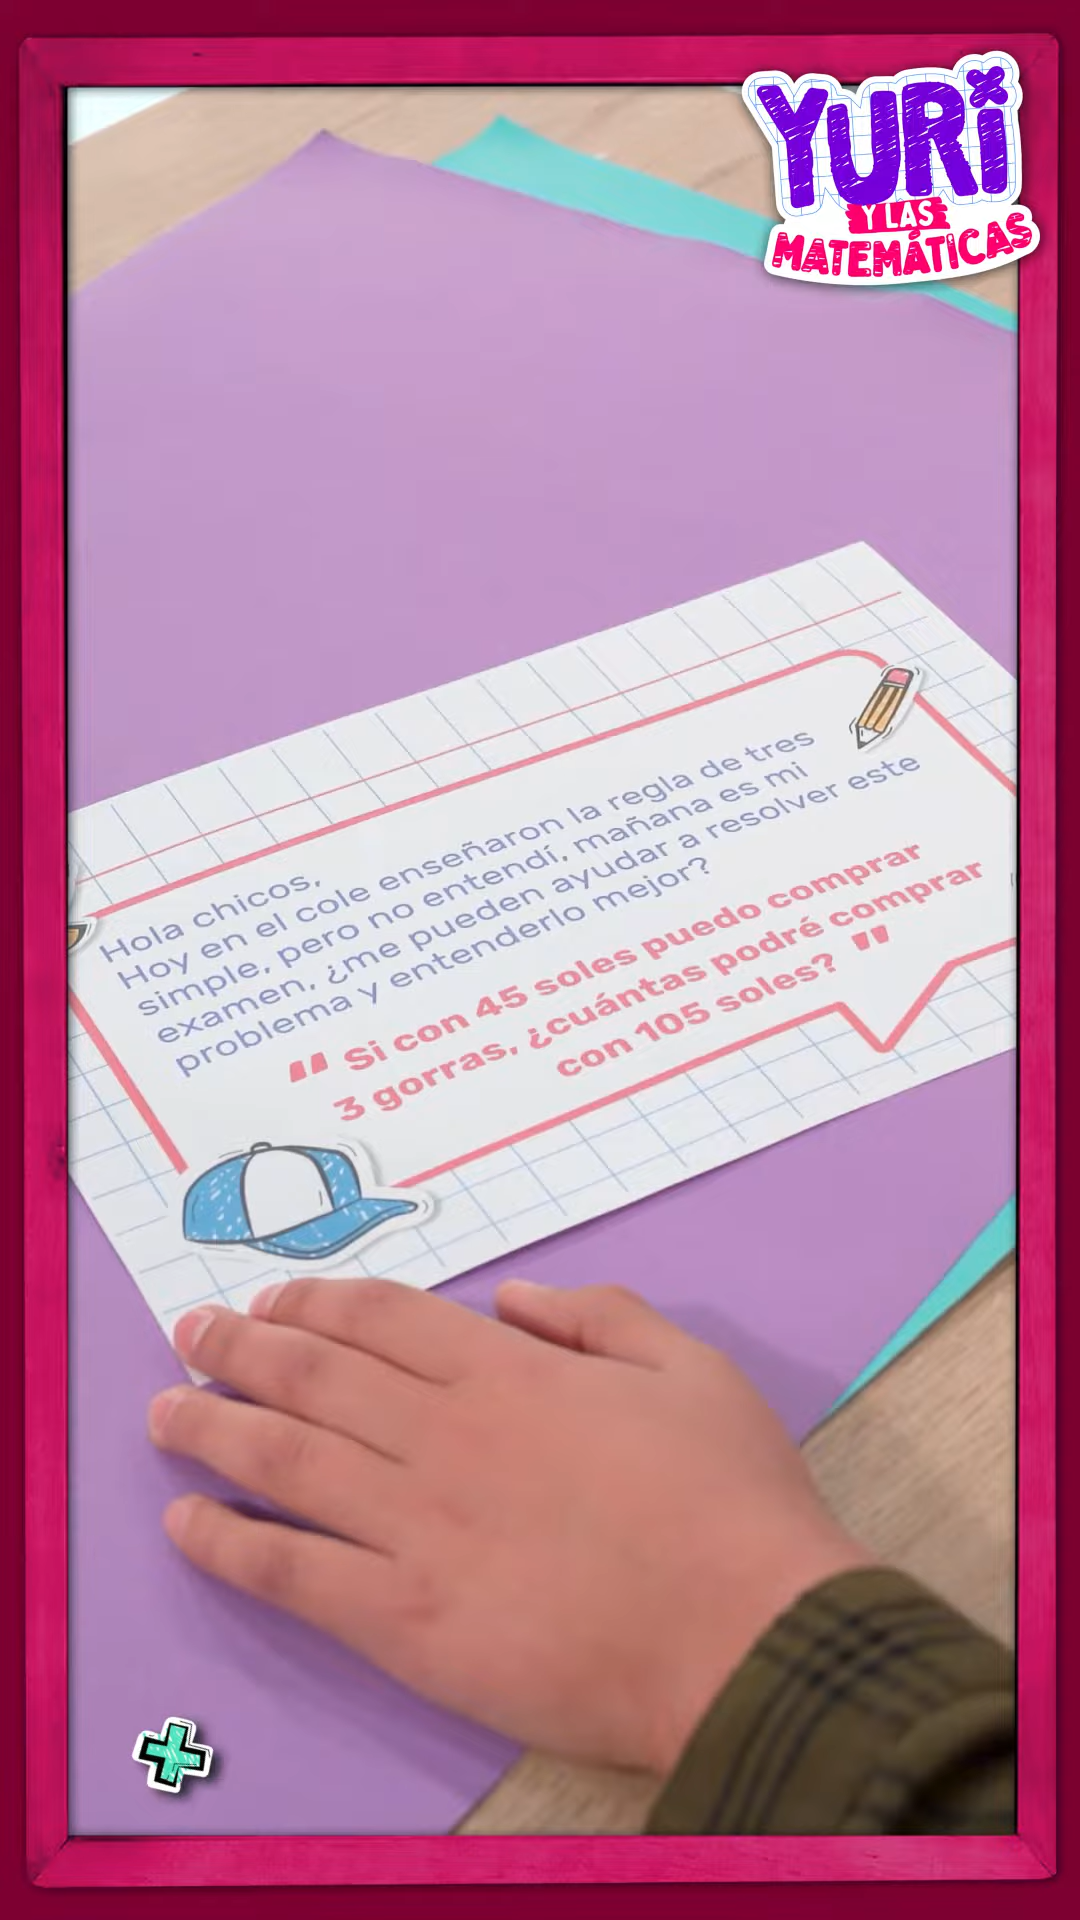 YURI
Y LAS
MATEMÁTICAS
Hola chicos,
Hoy en el cole enseñaron la regla de tres
simple, pero no entendí, mañana es mi
examen, ¿me pueden ayudar a resolver este
problema y entenderlo mejor?
" Si con 45 soles puedo comprar
3 gorras, ¿cuántas podré comprar
con 105 soles? "